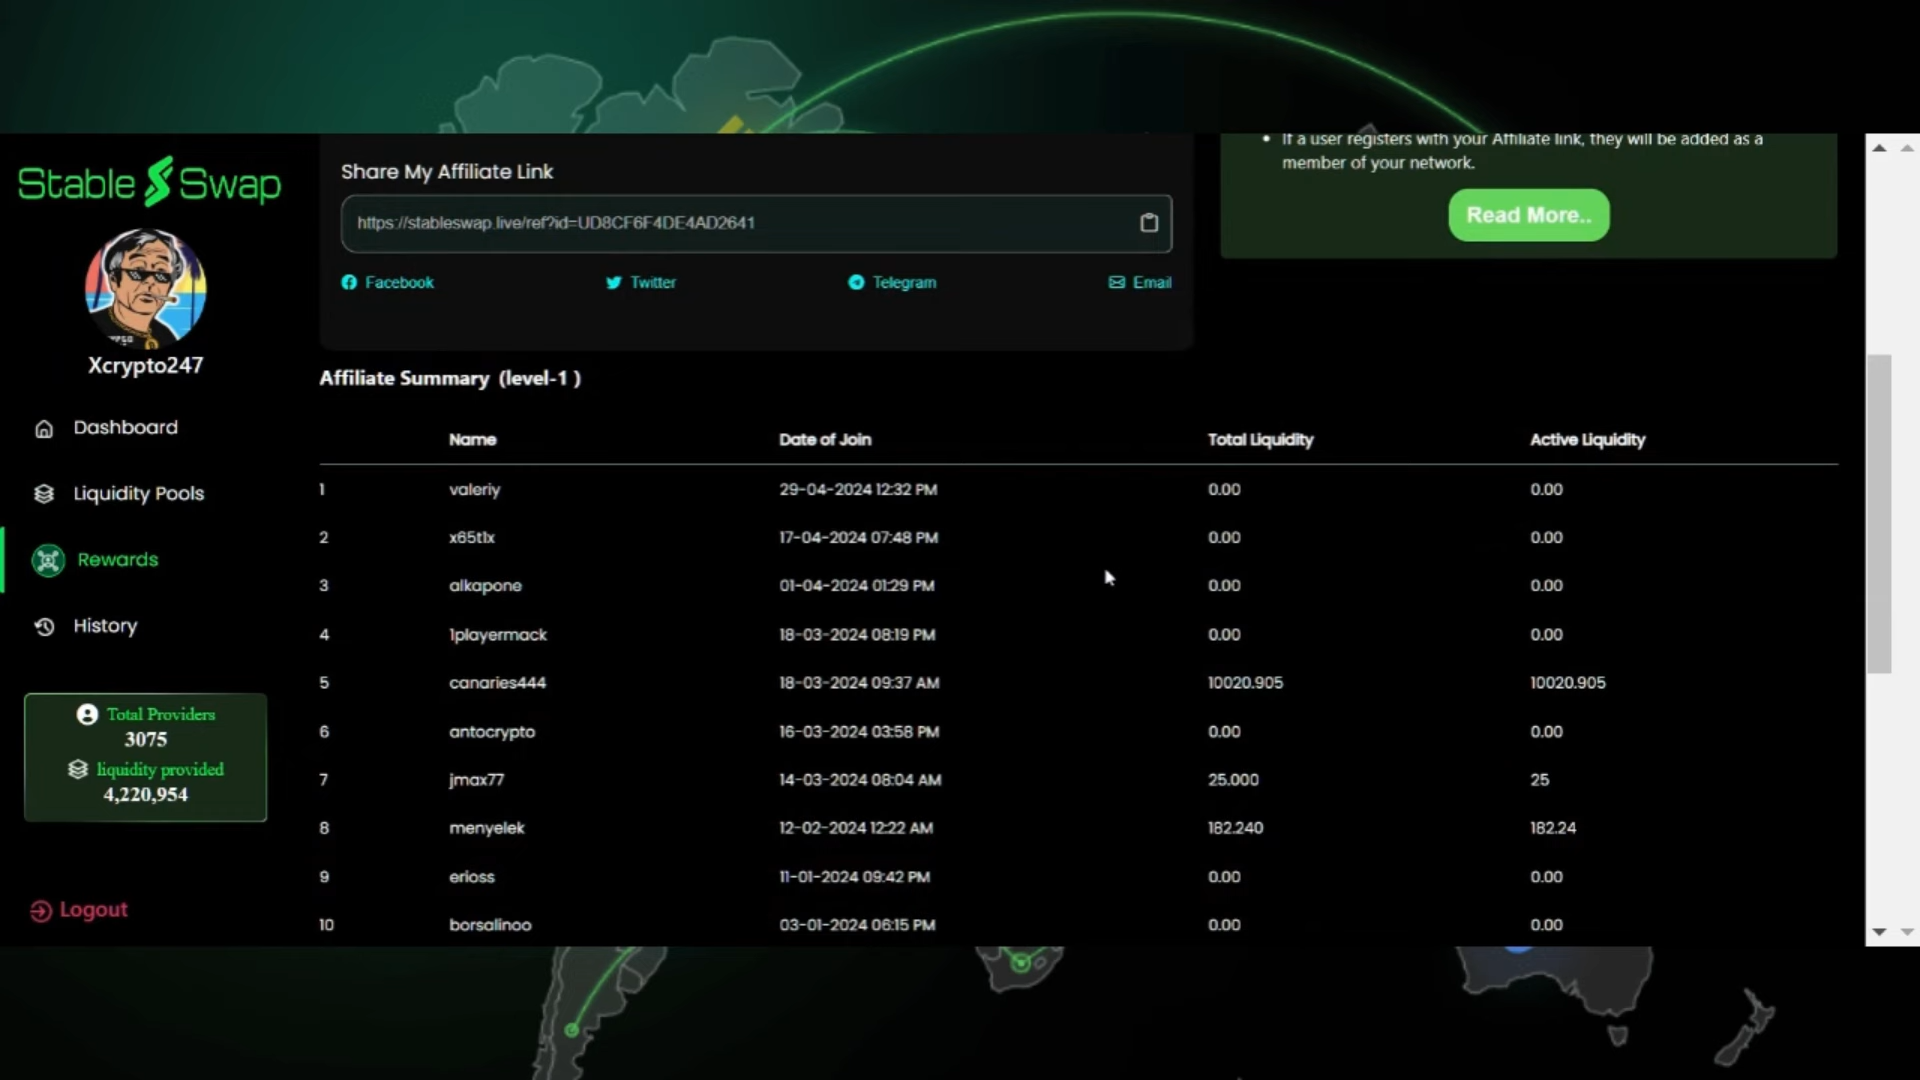 If a user registers with your Affiliate link, they will be added as a
member of your network.
Read More..
Stable Swap
Xcrypto247
Dashboard
Liquidity Pools
Rewards
History
Total Providers
3075
liquidity provided
4,220,954
Logout
Share My Affiliate Link
https://stableswap.live/ref?id=UD8CF6F4DE4AD2641
Facebook Twitter Telegram Email
Affiliate Summary (level-1 )
Name Date of Join Total Liquidity Active Liquidity
1 valeriy 29-04-2024 12:32 PM 0.00 0.00
2 x65t1x 17-04-2024 07:48 PM 0.00 0.00
3 alkapone 01-04-2024 01:29 PM 0.00 0.00
4 1playermack 18-03-2024 08:19 PM 0.00 0.00
5 canaries444 18-03-2024 09:37 AM 10020.905 10020.905
6 antocrypto 16-03-2024 03:58 PM 0.00 0.00
7 jmax77 14-03-2024 08:04 AM 25.000 25
8 menyelek 12-02-2024 12:22 AM 182.240 182.24
9 erioss 11-01-2024 09:42 PM 0.00 0.00
10 borsalinoo 03-01-2024 06:15 PM 0.00 0.00